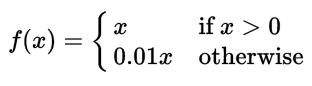 f(x) = { x if x > 0
0.01x otherwise